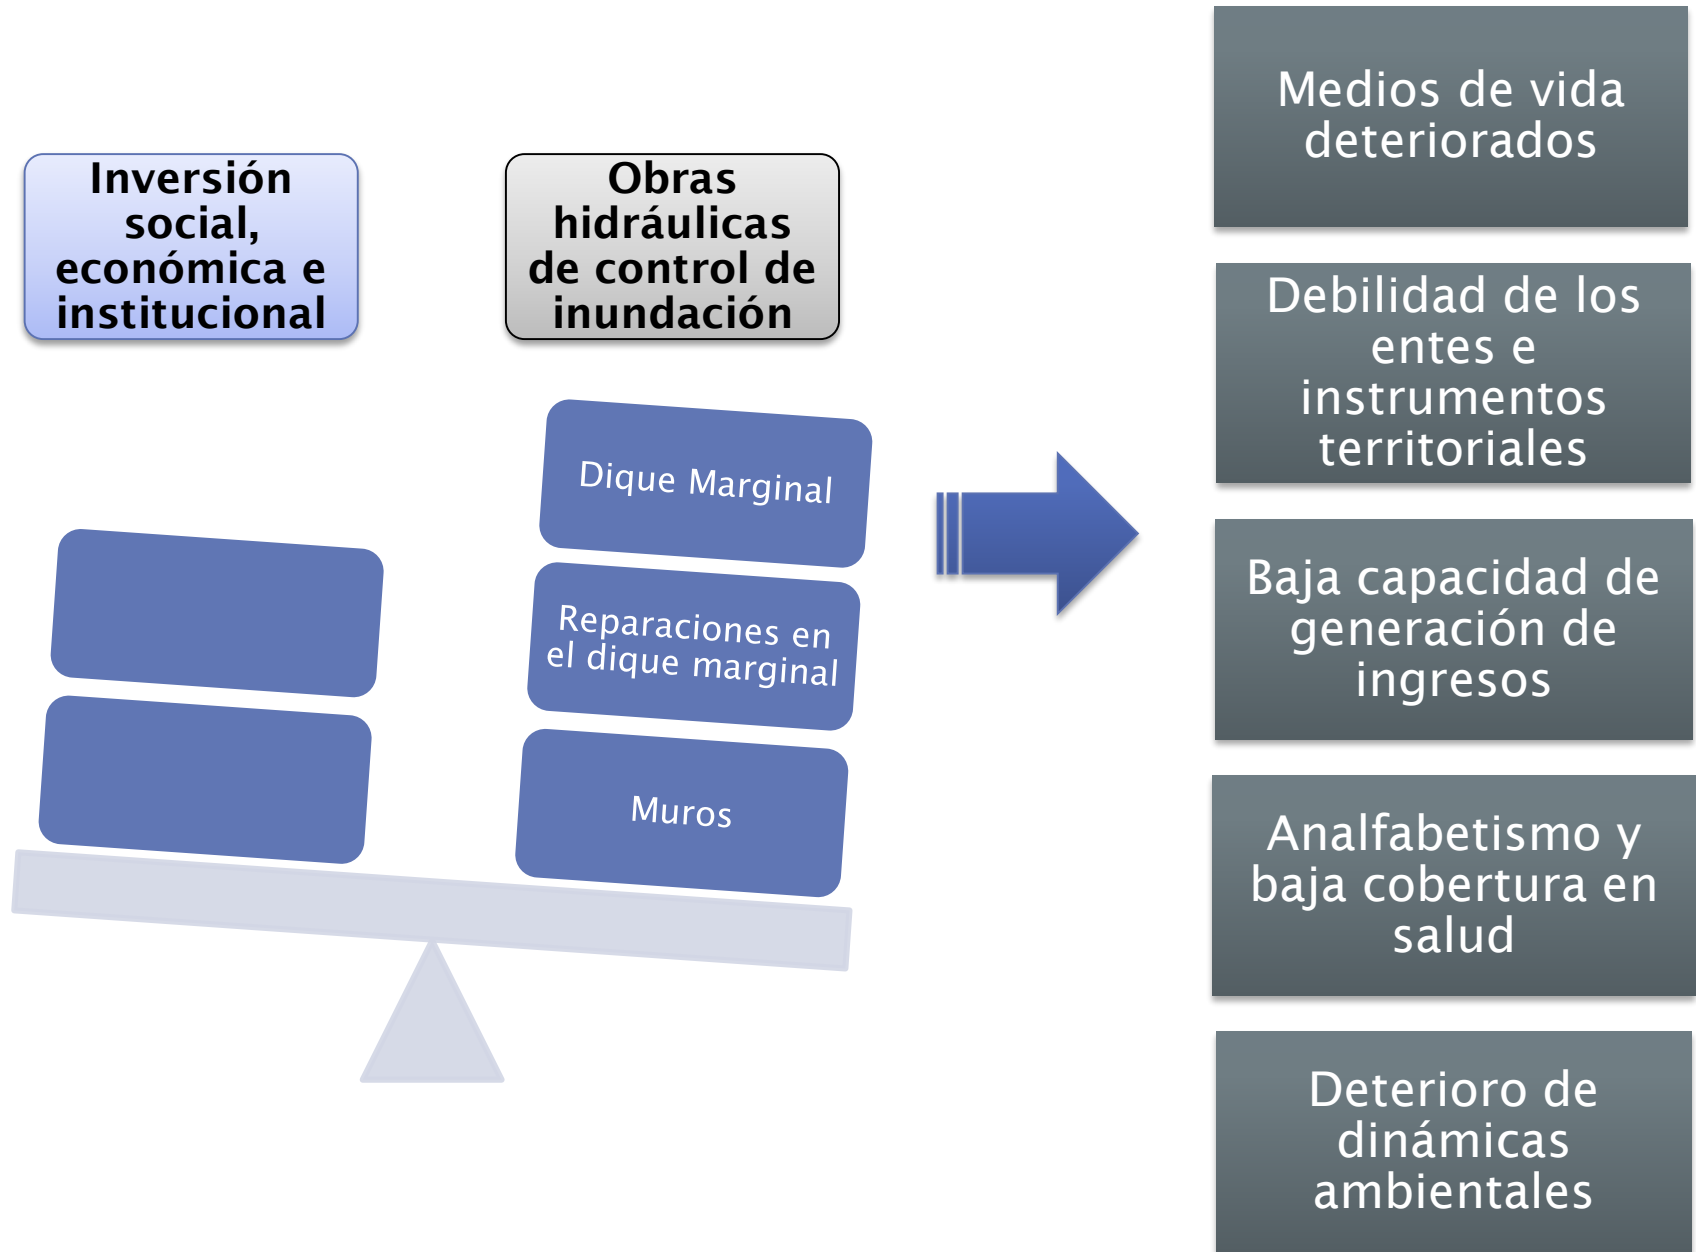 Inversión
social,
económica e
institucional
Obras
hidráulicas
de control de
inundación
Dique Marginal
Reparaciones en
el dique marginal
Muros
Medios de vida
deteriorados
Debilidad de los
entes e
instrumentos
territoriales
Baja capacidad de
generación de
ingresos
Analfabetismo y
baja cobertura en
salud
Deterioro de
dinámicas
ambientales